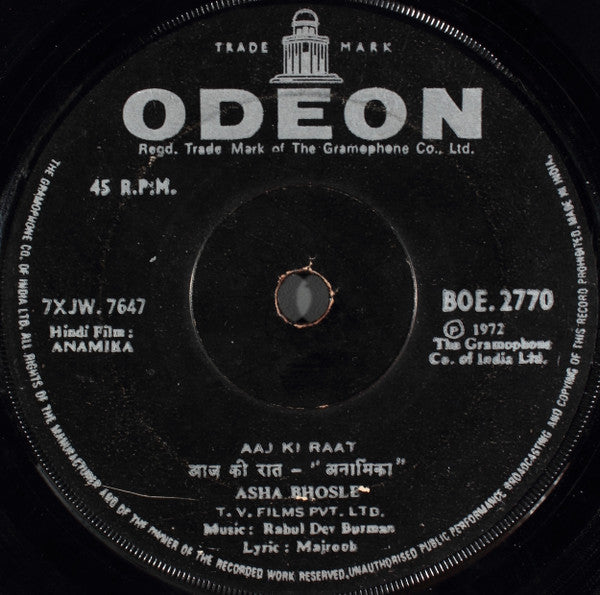 TRADE MARK
ODEON
Regd. Trade Mark of The Gramophone Co., Ltd.
45 R.P.M.
7XJW. 7647
Hindi Film :
ANAMIKA
BOE. 2770
Ⓟ 1972
The Gramophone
Co. of India Ltd.
AAJ KI RAAT
आज की रात - "अनामिका"
ASHA BHOSLE
T. V. FILMS PVT. LTD.
Music : Rahul Dev Burman
Lyric : Majrooh
THE GRAMOPHONE CO. OF INDIA LTD. ALL RIGHTS OF THE MANUFACTURER AND OF THE OWNER OF THE RECORDED WORK RESERVED. UNAUTHORISED PUBLIC PERFORMANCE BROADCASTING AND COPYING OF THIS RECORD PROHIBITED. MADE IN INDIA.